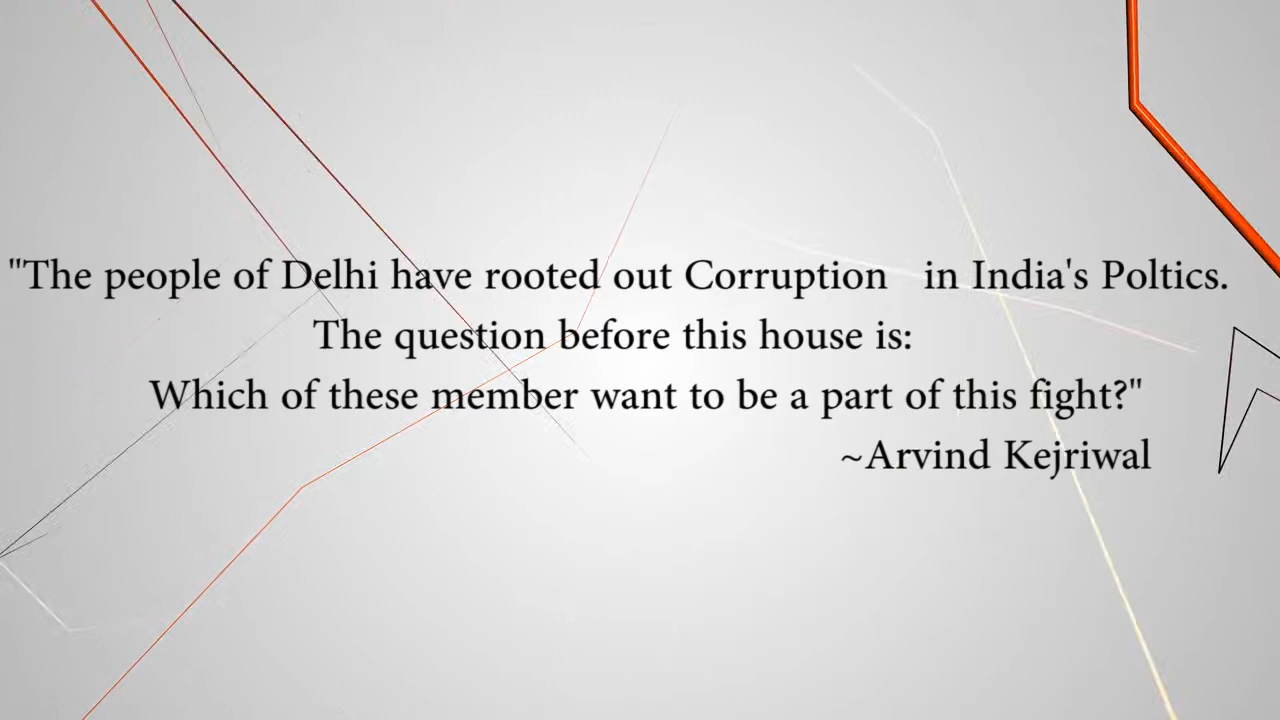 "The people of Delhi have rooted out Corruption in India's Poltics.
The question before this house is:
Which of these member want to be a part of this fight?"
~Arvind Kejriwal